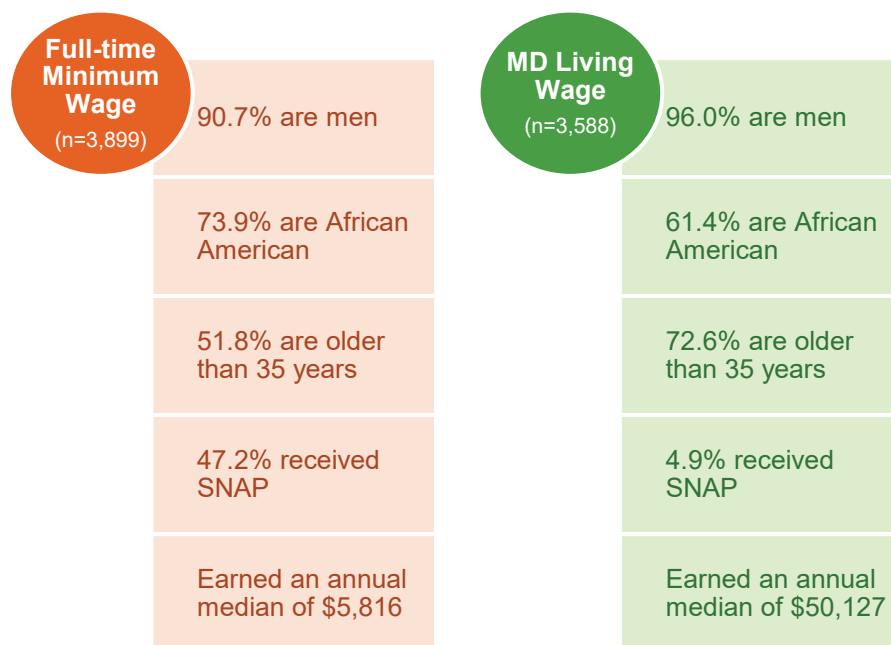 Full-time
Minimum
Wage
(n=3,899)
90.7% are men
73.9% are African
American
51.8% are older
than 35 years
47.2% received
SNAP
Earned an annual
median of $5,816
MD Living
Wage
(n=3,588)
96.0% are men
61.4% are African
American
72.6% are older
than 35 years
4.9% received
SNAP
Earned an annual
median of $50,127